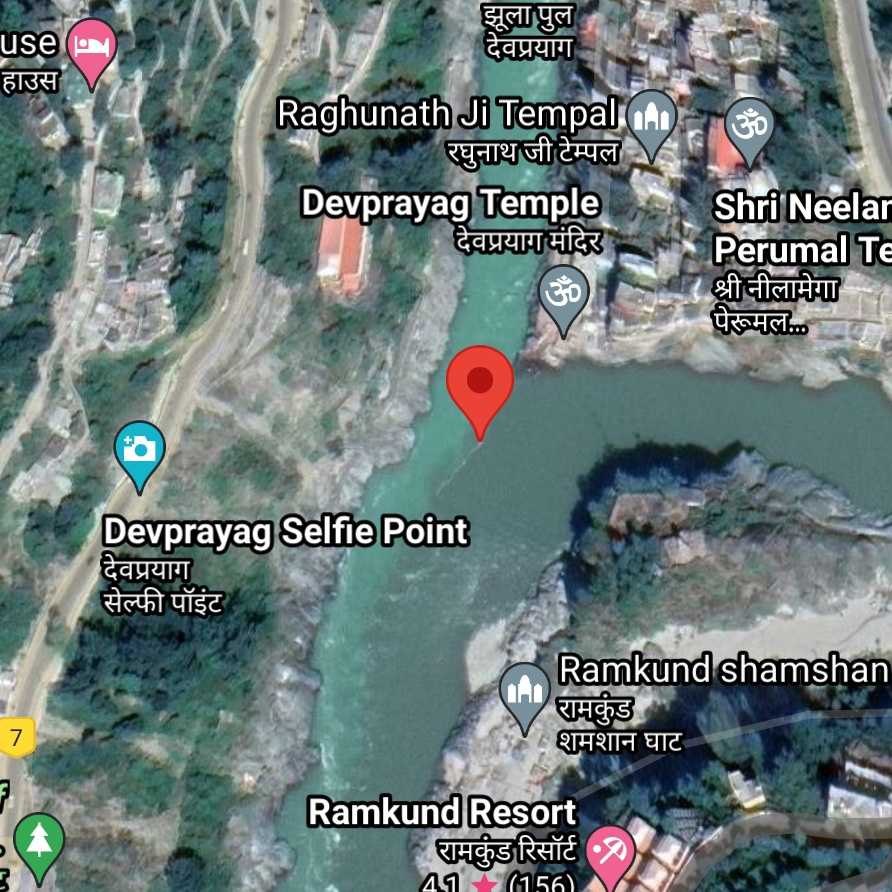 झूला पुल
देवप्रयाग
use
हाउस
Raghunath Ji Tempal
रघुनाथ जी टेम्पल
Devprayag Temple
देवप्रयाग मंदिर
Shri Neelar
Perumal Te
श्री नीलामेगा
पेरूमल...
Devprayag Selfie Point
देवप्रयाग
सेल्फी पॉइंट
Ramkund shamshan
रामकुंड
शमशान घाट
7
Ramkund Resort
रामकुंड रिसॉर्ट
4.1 ★ (156)